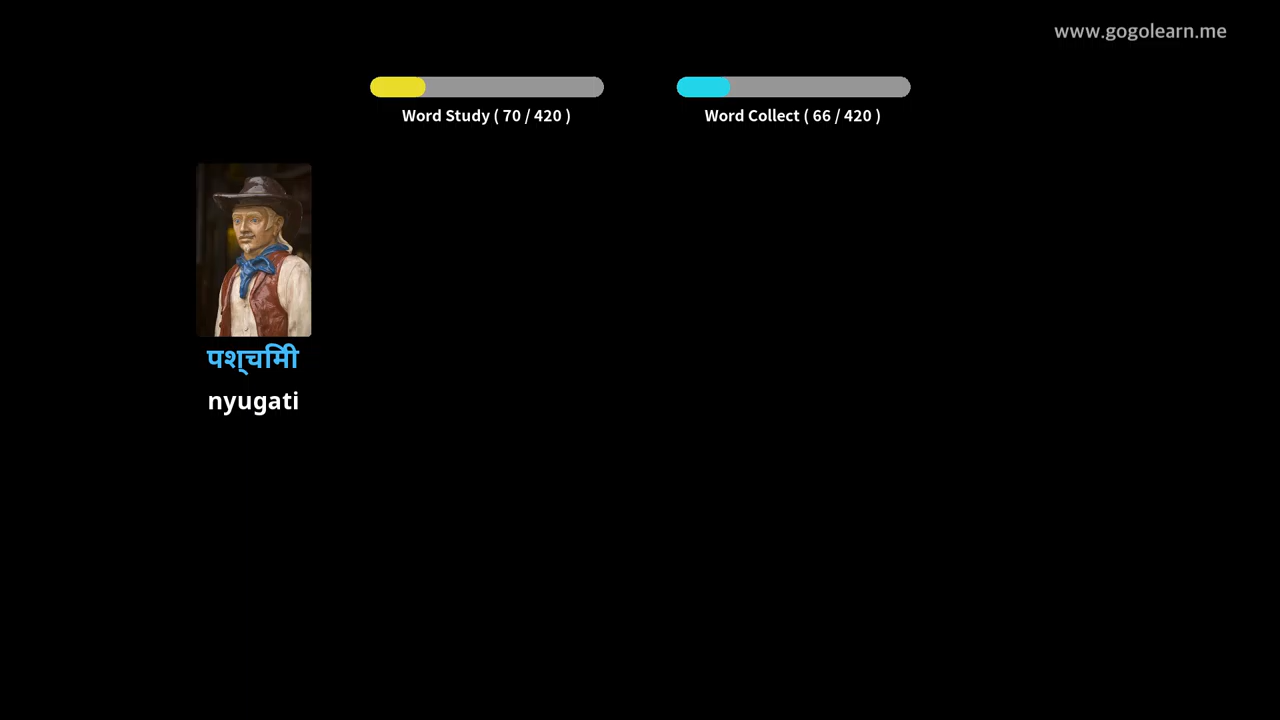 www.gogolearn.me
Word Study ( 70 / 420 )
Word Collect ( 66 / 420 )
पश्चिमी
nyugati